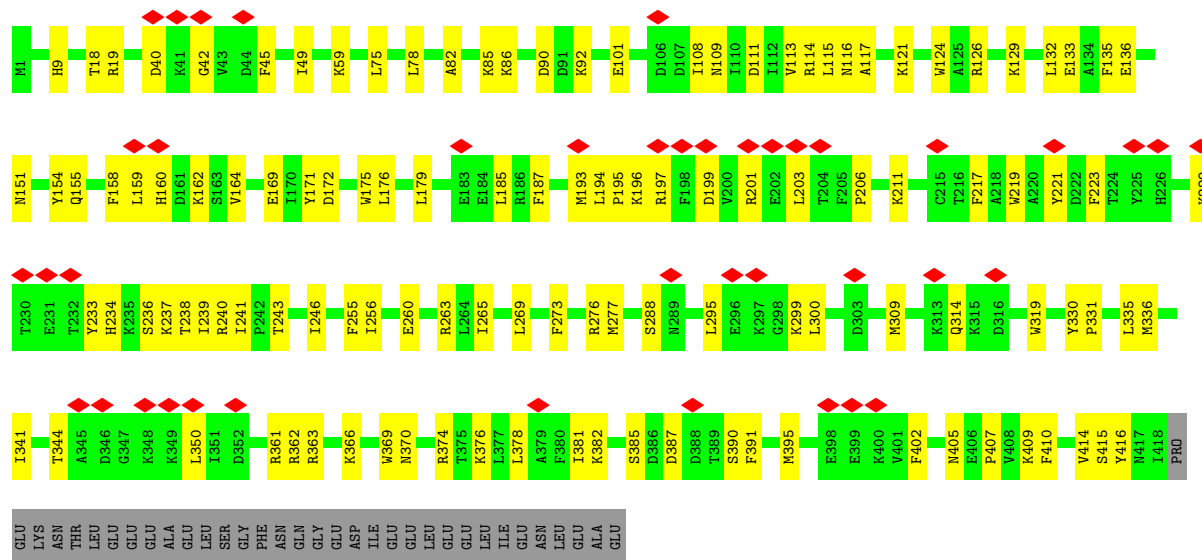 M1 H9 T18 R19 D40 K41 G42 V43 D44 F45 I49 K59 L75 L78 A82 K85 K86 D90 D91 K92 E101 D106 D107 I108 N109 I110 D111 I112 V113 R114 L115 N116 A117 K121 W124 A125 R126 K129 L132 E133 A134 F135 E136
N151 Y154 Q155 F158 L159 H160 D161 K162 S163 V164 E169 I170 Y171 D172 W175 L176 L179 E183 E184 L185 R186 F187 M193 L194 P195 K196 R197 F198 D199 V200 R201 E202 L203 T204 F205 P206 K211 C215 T216 F217 A218 W219 A220 Y221 D222 F223 T224 Y225 H226
T230 E231 T232 Y233 H234 K235 S236 K237 T238 I239 R240 I241 P242 T243 I246 F255 I256 E260 R263 L264 I265 L269 F273 R276 M277 S288 N289 L295 E296 K297 G298 K299 L300 D303 M309 K313 Q314 K315 D316 W319 Y330 P331 L335 M336
I341 T344 A345 D346 G347 K348 K349 L350 I351 D352 R361 R362 R363 K366 W369 N370 R374 T375 K376 L377 L378 A379 F380 I381 K382 S385 D386 D387 D388 T389 S390 F391 M395 E398 E399 K400 V401 F402 N405 E406 P407 V408 K409 F410 V414 S415 Y416 N417 I418 PRO
GLU LYS ASN THR LEU GLU GLU GLU ALA GLU LEU SER GLY PHE ASN GLN GLY GLU ASP ILE GLU GLU LEU GLU GLU LEU ILE GLU ASN LEU GLU ALA GLU